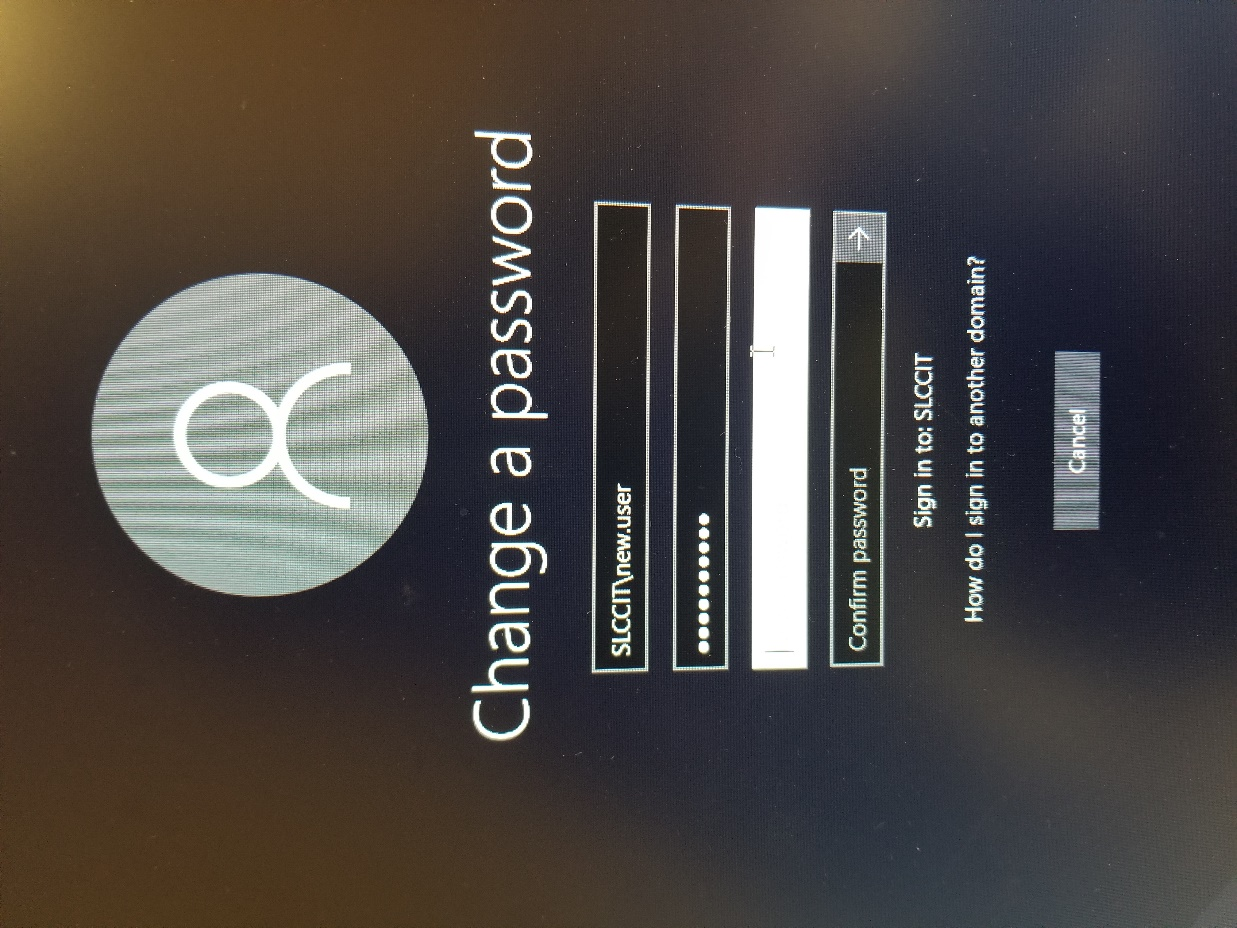 Change a password
SLCCIT\new.user
••••••••••
Confirm password
Sign in to: SLCCIT
How do I sign in to another domain?
Cancel